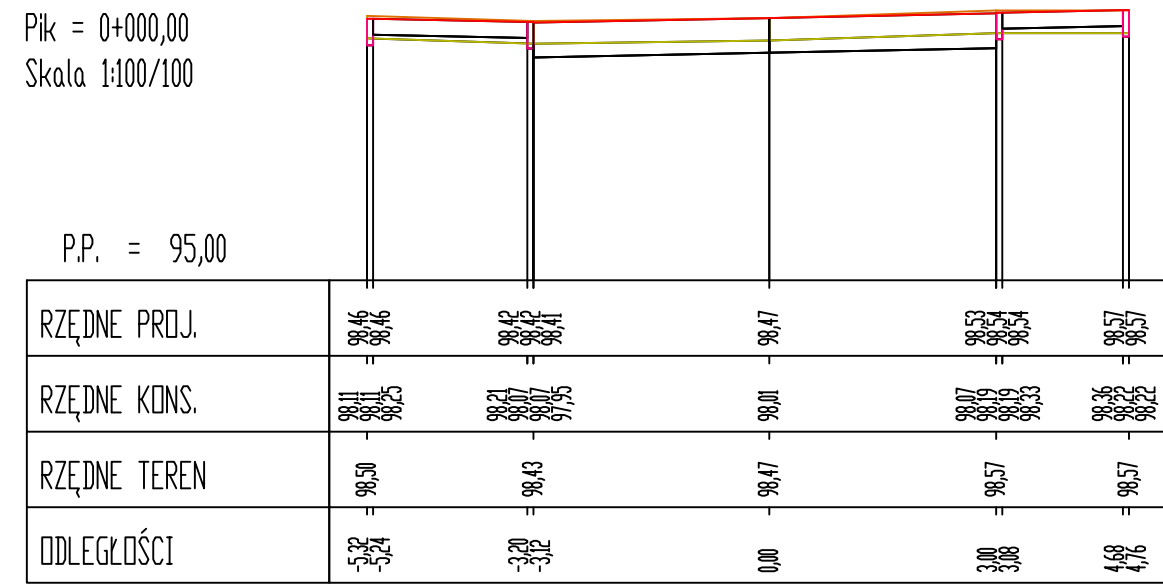 Pik = 0+000,00
Skala 1:100/100
P.P. = 95,00
RZĘDNE PROJ. 98,46 98,46 98,42 98,42 98,41 98,47 98,53 98,54 98,54 98,57 98,57
RZĘDNE KONS. 98,11 98,11 98,25 98,21 98,07 98,07 97,95 98,01 98,07 98,19 98,19 98,33 98,36 98,22 98,22
RZĘDNE TEREN 98,50 98,43 98,47 98,57 98,57
ODLEGŁOŚCI -5,32 -5,24 -3,20 -3,12 0,00 3,00 3,08 4,68 4,76